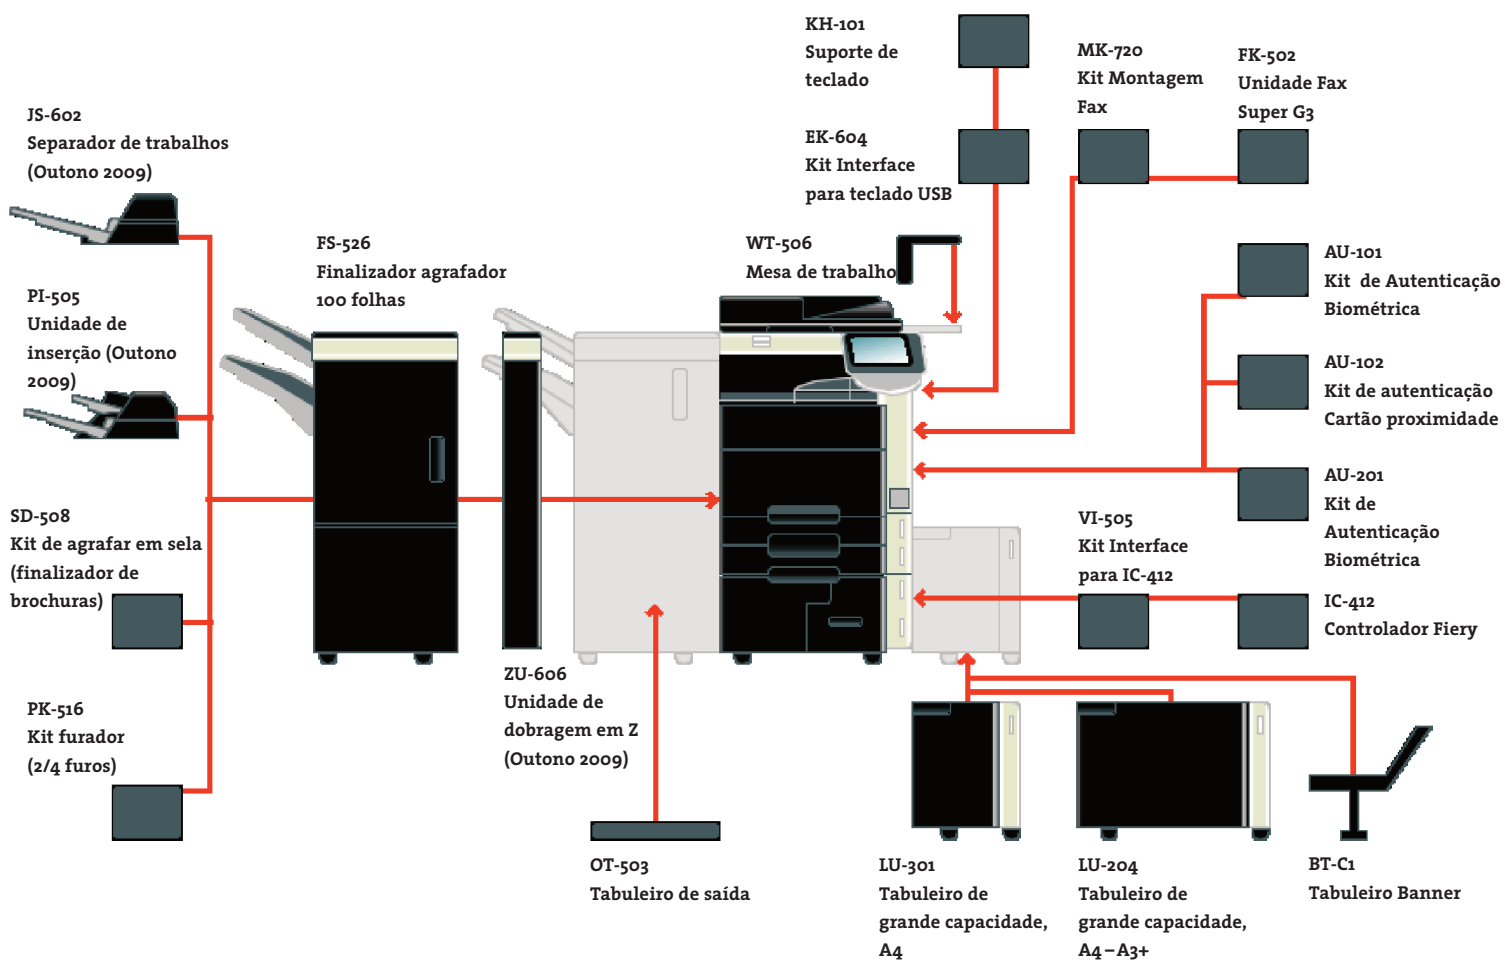 KH-101
Suporte de
teclado
MK-720
Kit Montagem
Fax
FK-502
Unidade Fax
Super G3
JS-602
Separador de trabalhos
(Outono 2009)
EK-604
Kit Interface
para teclado USB
FS-526
Finalizador agrafador
100 folhas
WT-506
Mesa de trabalho
AU-101
Kit  de Autenticação
Biométrica
PI-505
Unidade de
inserção (Outono
2009)
AU-102
Kit de autenticação
Cartão proximidade
AU-201
Kit de
Autenticação
Biométrica
SD-508
Kit de agrafar em sela
(finalizador de
brochuras)
VI-505
Kit Interface
para IC-412
IC-412
Controlador Fiery
ZU-606
Unidade de
dobragem em Z
(Outono 2009)
PK-516
Kit furador
(2/4 furos)
OT-503
Tabuleiro de saída
LU-301
Tabuleiro de
grande capacidade,
A4
LU-204
Tabuleiro de
grande capacidade,
A4–A3+
BT-C1
Tabuleiro Banner